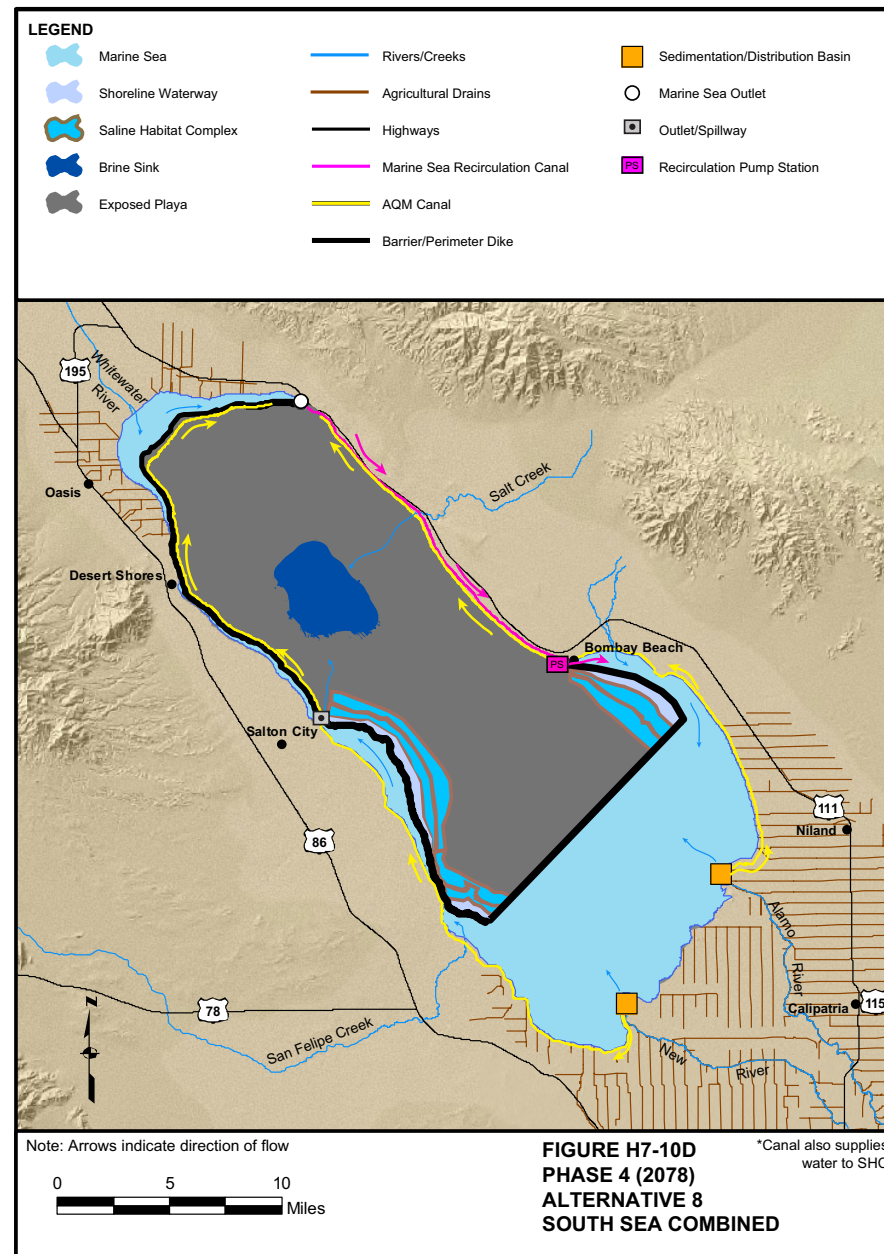 LEGEND
Marine Sea
Shoreline Waterway
Saline Habitat Complex
Brine Sink
Exposed Playa
Rivers/Creeks
Agricultural Drains
Highways
Marine Sea Recirculation Canal
AQM Canal
Barrier/Perimeter Dike
Sedimentation/Distribution Basin
Marine Sea Outlet
Outlet/Spillway
PS
Recirculation Pump Station
195
Whitewater
River
Oasis
Salt Creek
Desert Shores
Bombay Beach
PS
Salton City
86
111
Niland
Alamo
River
78
Calipatria
115
San Felipe Creek
New
River
N
Note: Arrows indicate direction of flow
0 5 10
Miles
FIGURE H7-10D
PHASE 4 (2078)
ALTERNATIVE 8
SOUTH SEA COMBINED
*Canal also supplies
water to SHC